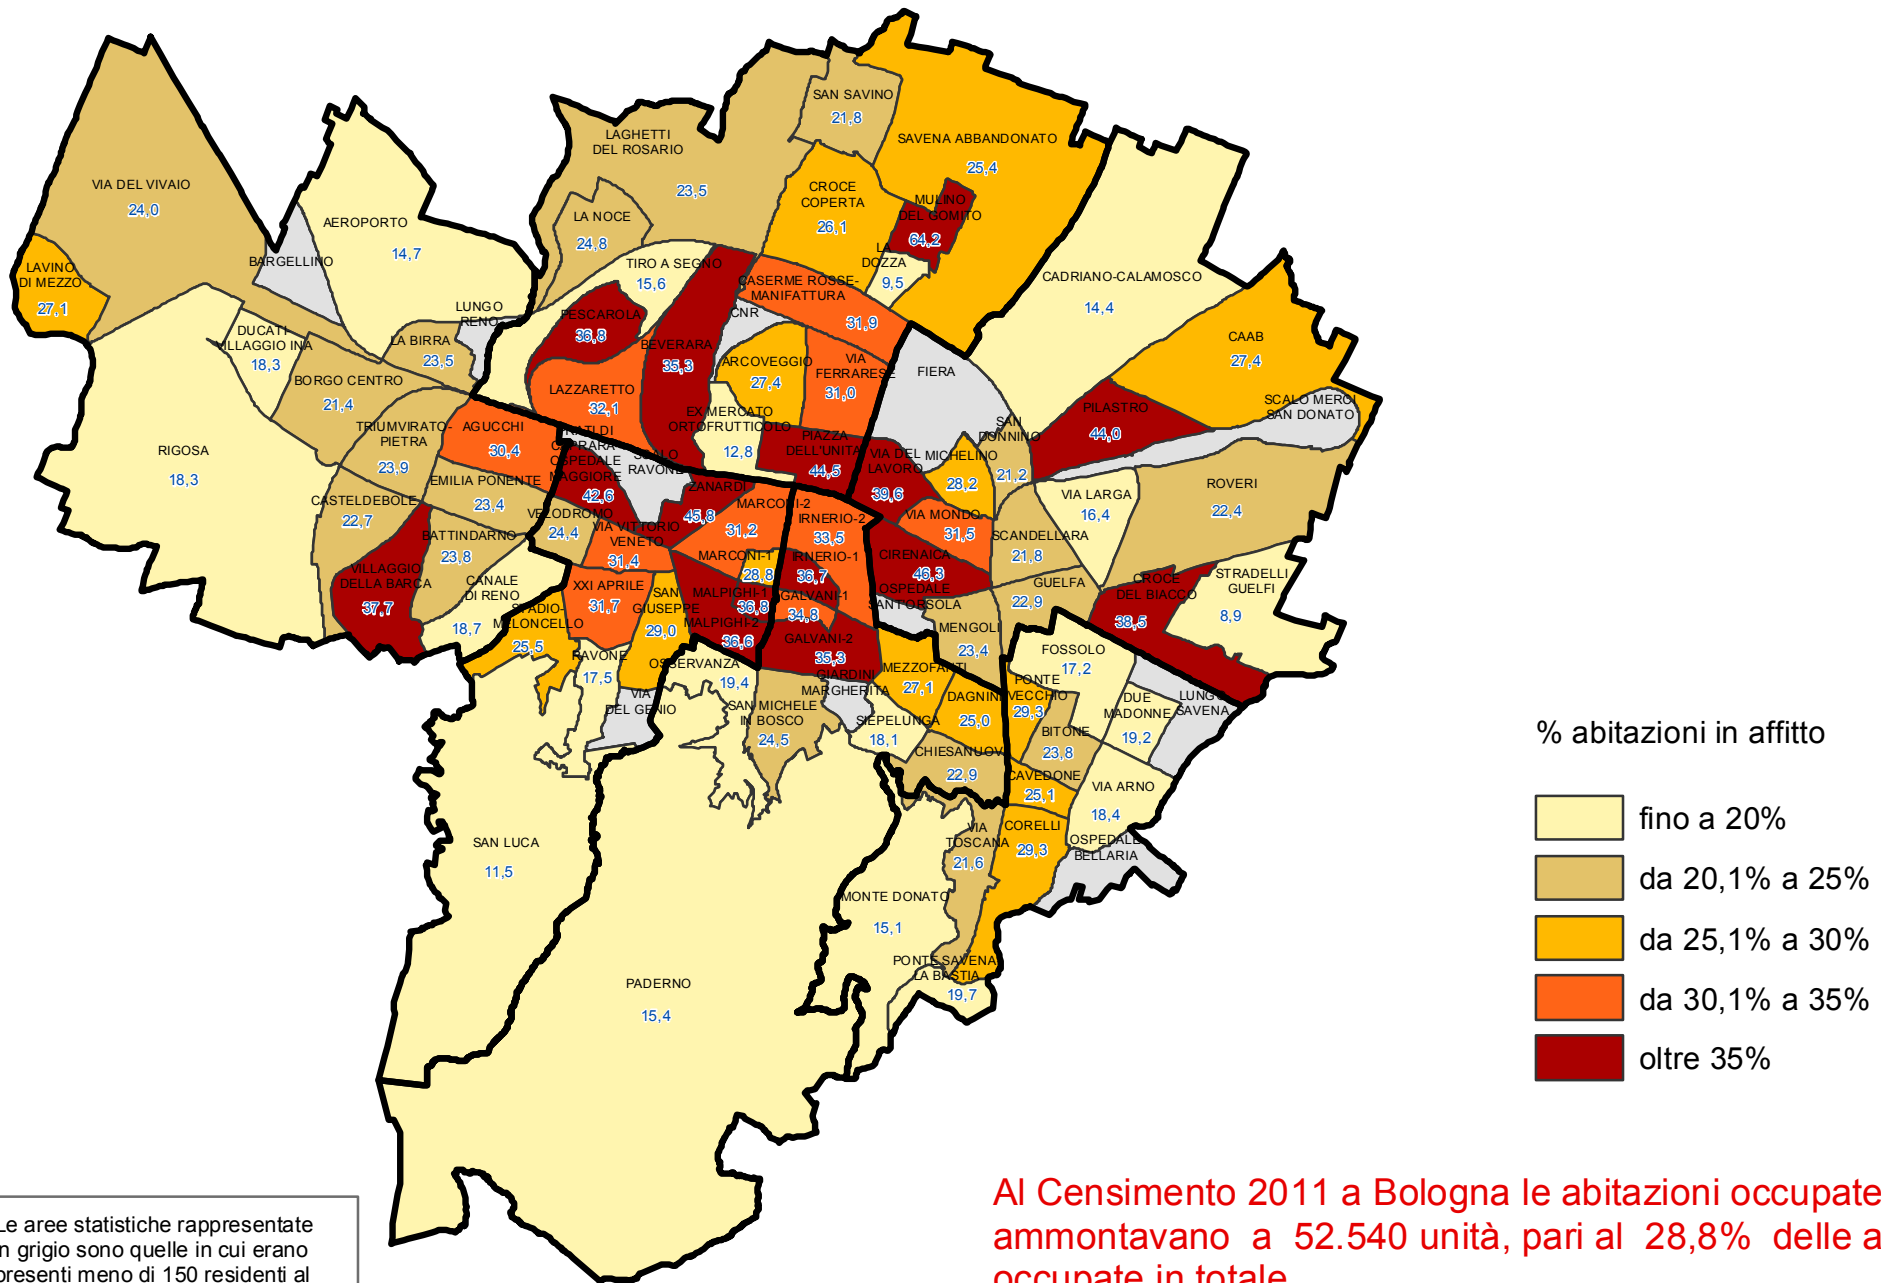 SAN SAVINO
21,8
LAGHETTI
DEL ROSARIO
23,5
SAVENA ABBANDONATO
25,4
VIA DEL VIVAIO
24,0
CROCE
COPERTA
26,1
MULINO
DEL GOMITO
64,2
LA NOCE
24,8
AEROPORTO
14,7
BARGELLINO
LAVINO
DI MEZZO
27,1
TIRO A SEGNO
15,6
LA
DOZZA
9,5
CADRIANO-CALAMOSCO
14,4
CASERME ROSSE-
MANIFATTURA
31,9
LUNGO
RENO
PESCAROLA
36,8
CNR
DUCATI-
VILLAGGIO INA
18,3
LA BIRRA
23,5
BEVERARA
35,3
ARCOVEGGIO
27,4
VIA
FERRARESE
31,0
FIERA
CAAB
27,4
BORGO CENTRO
21,4
LAZZARETTO
32,1
EX MERCATO
ORTOFRUTTICOLO
12,8
PILASTRO
44,0
SCALO MERCI
SAN DONATO
TRIUMVIRATO-
PIETRA
23,9
AGUCCHI
30,4
PRATI DI
CAPRARA-
OSPEDALE
MAGGIORE
42,6
SCALO
RAVONE
PIAZZA
DELL'UNITA'
44,5
VIA DEL
LAVORO
39,6
MICHELINO
28,2
SAN
DONNINO
21,2
RIGOSA
18,3
EMILIA PONENTE
23,4
ZANARDI
45,8
VIA LARGA
16,4
ROVERI
22,4
CASTELDEBOLE
22,7
VELODROMO
24,4
VIA VITTORIO
VENETO
31,4
MARCONI-2
31,2
IRNERIO-2
33,5
VIA MONDO
31,5
BATTINDARNO
23,8
MARCONI-1
28,8
IRNERIO-1
36,7
CIRENAICA
46,3
SCANDELLARA
21,8
VILLAGGIO
DELLA BARCA
37,7
CANALE
DI RENO
18,7
XXI APRILE
31,7
SAN
GIUSEPPE
29,0
MALPIGHI-1
36,8
GALVANI-1
34,8
OSPEDALE
SANT'ORSOLA
GUELFA
22,9
CROCE
DEL BIACCO
38,5
STRADELLI
GUELFI
8,9
STADIO-
MELONCELLO
25,5
MALPIGHI-2
36,6
GALVANI-2
35,3
MENGOLI
23,4
FOSSOLO
17,2
RAVONE
17,5
OSSERVANZA
19,4
GIARDINI
MARGHERITA
MEZZOFANTI
27,1
PONTE
VECCHIO
29,3
DUE
MADONNE
19,2
LUNGO
SAVENA
VIA
DEL GENIO
SAN MICHELE
IN BOSCO
24,5
SIEPELUNGA
18,1
DAGNINI
25,0
BITONE
23,8
CHIESANUOVA
22,9
CAVEDONE
25,1
VIA ARNO
18,4
SAN LUCA
11,5
VIA
TOSCANA
21,6
CORELLI
29,3
OSPEDALE
BELLARIA
MONTE DONATO
15,1
PONTE SAVENA-
LA BASTIA
19,7
PADERNO
15,4
% abitazioni in affitto
fino a 20%
da 20,1% a 25%
da 25,1% a 30%
da 30,1% a 35%
oltre 35%
Le aree statistiche rappresentate
in grigio sono quelle in cui erano
presenti meno di 150 residenti al
Al Censimento 2011 a Bologna le abitazioni occupate
ammontavano a 52.540 unità, pari al 28,8% delle a
occupate in totale